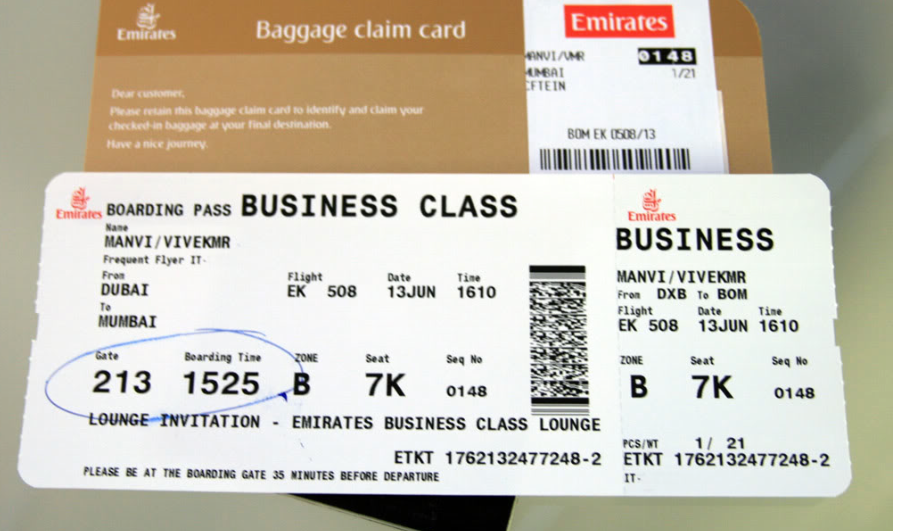 Emirates
Baggage claim card
Dear customer,
Please retain this baggage claim card to identify and claim your
checked-in baggage at your final destination.
Have a nice journey.
Emirates
MANVI/VMR 0148
MUMBAI 1/21
CFTEIN
BOM EK 0508/13
Emirates BOARDING PASS BUSINESS CLASS
Name
MANVI/VIVEKMR
Frequent Flyer IT-
From
DUBAI
To
MUMBAI
Flight Date Time
EK 508 13JUN 1610
Gate Boarding Time ZONE Seat Seq No
213 1525 B 7K 0148
LOUNGE INVITATION - EMIRATES BUSINESS CLASS LOUNGE
ETKT 1762132477248-2
PLEASE BE AT THE BOARDING GATE 35 MINUTES BEFORE DEPARTURE
Emirates
BUSINESS
MANVI/VIVEKMR
From DXB To BOM
Flight Date Time
EK 508 13JUN 1610
ZONE Seat Seq No
B 7K 0148
PCS/WT 1/ 21
ETKT 1762132477248-2
IT-